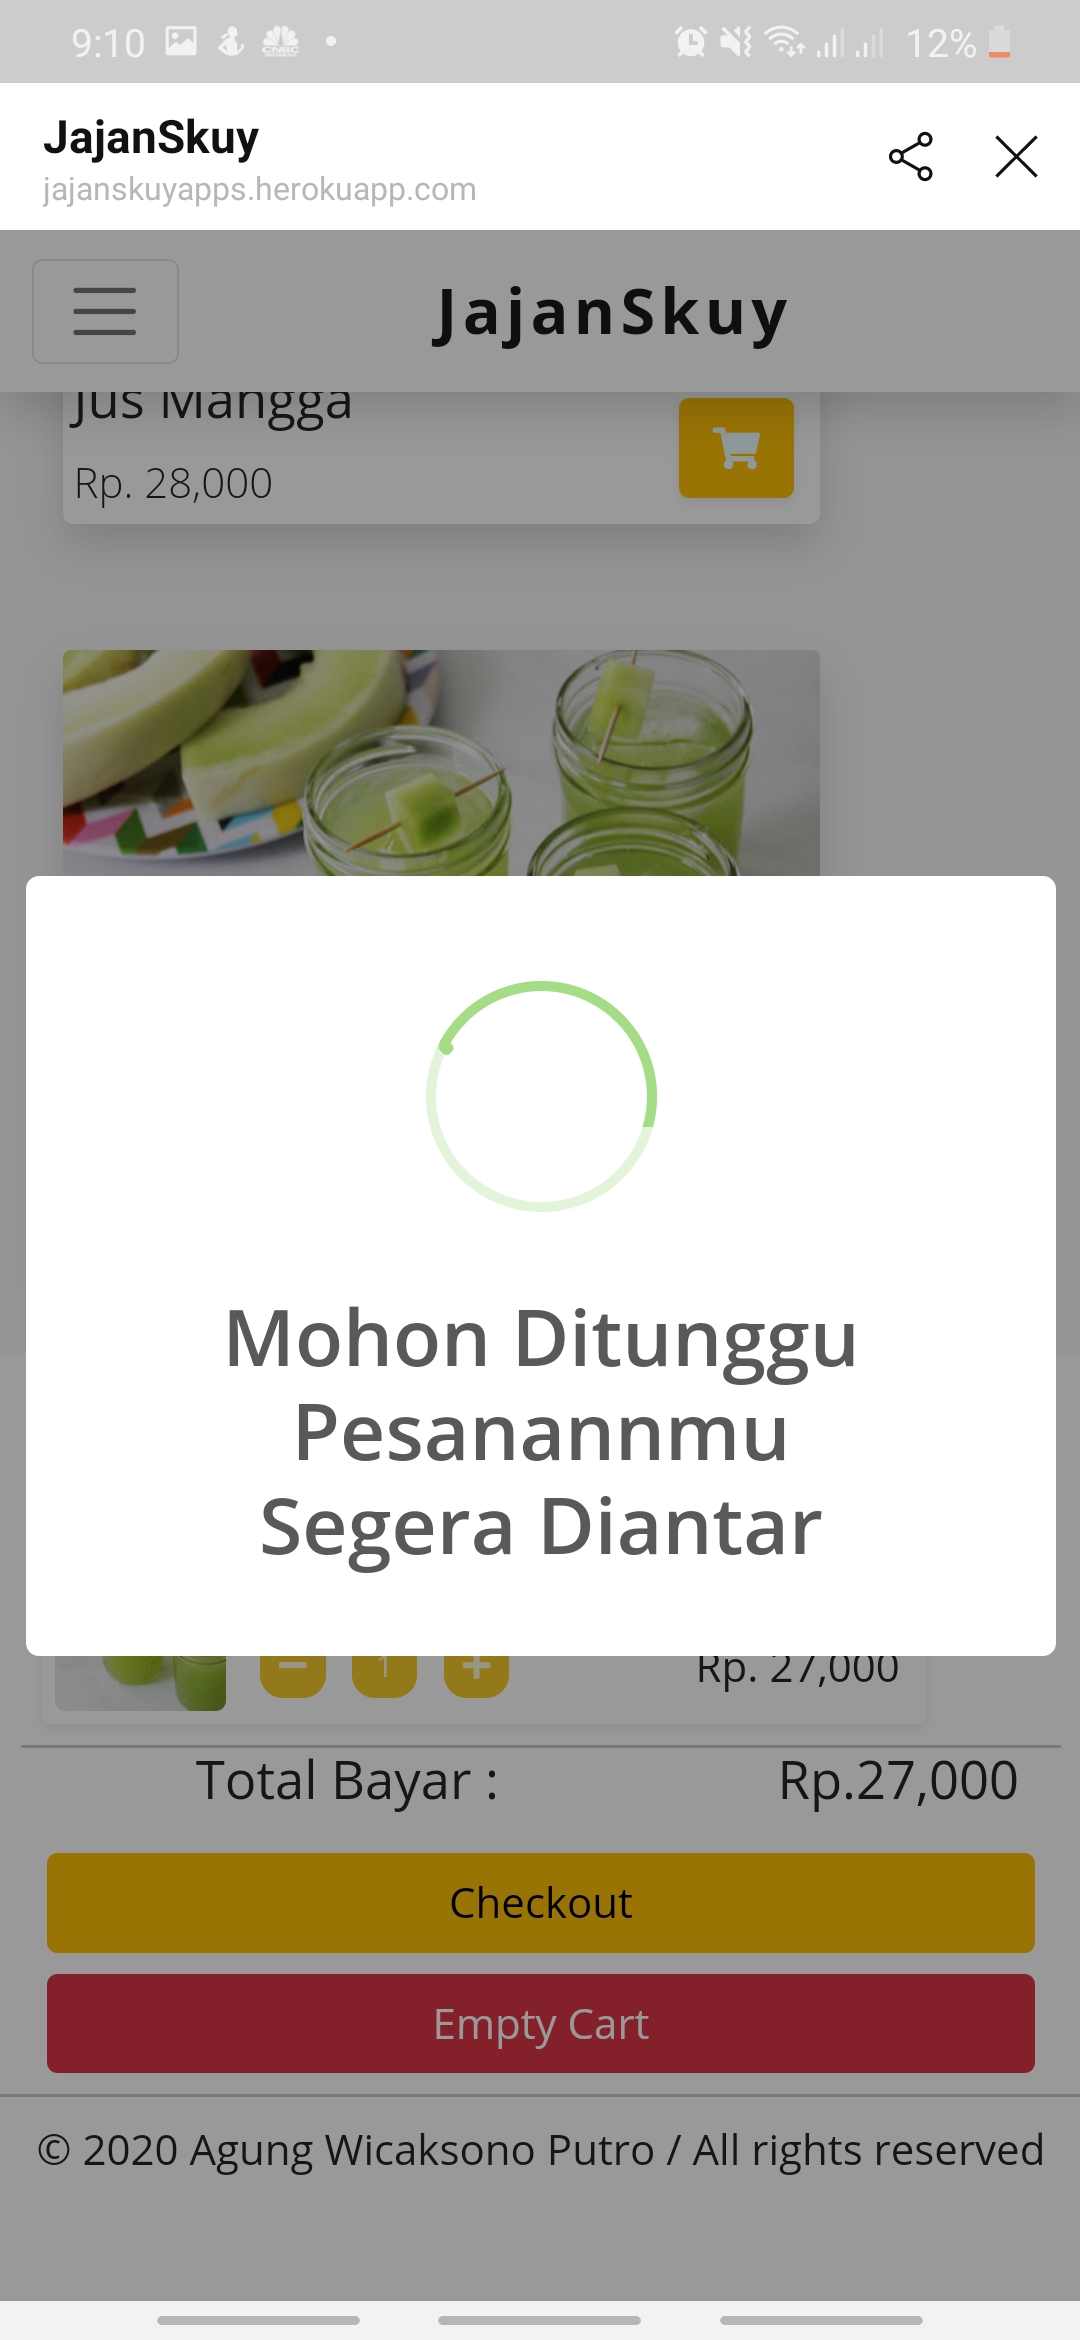 9:10
CNBC
12%
JajanSkuy
jajanskuyapps.herokuapp.com
JajanSkuy
Jus Mangga
Rp. 28,000
Mohon Ditunggu
Pesanannmu
Segera Diantar
1
Rp. 27,000
Total Bayar :
Rp.27,000
Checkout
Empty Cart
© 2020 Agung Wicaksono Putro / All rights reserved